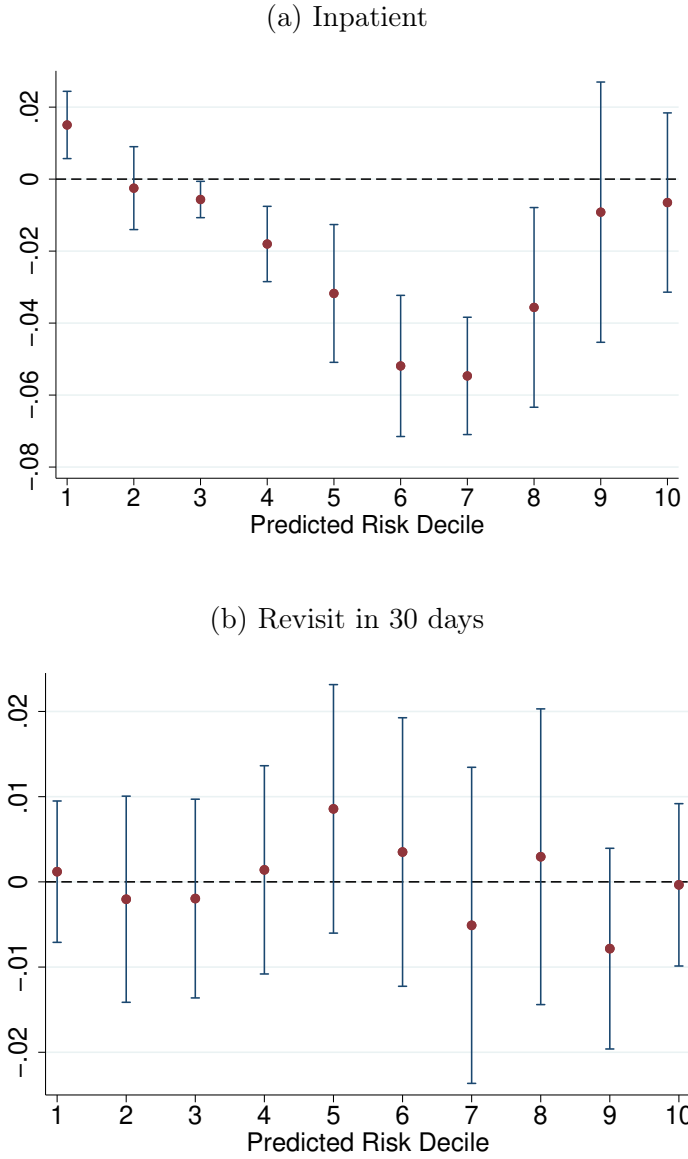 (a) Inpatient
.02
0
−.02
−.04
−.06
−.08
1 2 3 4 5 6 7 8 9 10
Predicted Risk Decile
(b) Revisit in 30 days
.02
.01
0
−.01
−.02
1 2 3 4 5 6 7 8 9 10
Predicted Risk Decile